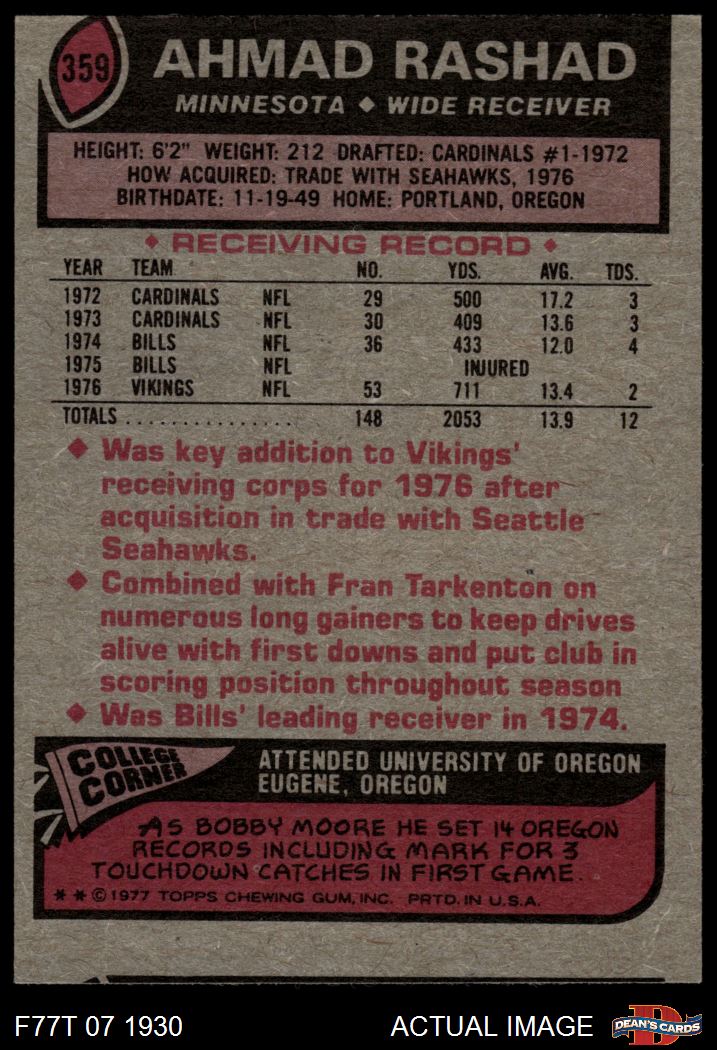 359
AHMAD RASHAD
MINNESOTA ◆ WIDE RECEIVER
HEIGHT: 6'2" WEIGHT: 212 DRAFTED: CARDINALS #1-1972
HOW ACQUIRED: TRADE WITH SEAHAWKS, 1976
BIRTHDATE: 11-19-49 HOME: PORTLAND, OREGON
◆ RECEIVING RECORD ◆
YEAR TEAM NO. YDS. AVG. TDS.
1972 CARDINALS NFL 29 500 17.2 3
1973 CARDINALS NFL 30 409 13.6 3
1974 BILLS NFL 36 433 12.0 4
1975 BILLS NFL INJURED
1976 VIKINGS NFL 53 711 13.4 2
TOTALS . . . . . . . . . . . . . . . 148 2053 13.9 12
◆ Was key addition to Vikings'
receiving corps for 1976 after
acquisition in trade with Seattle
Seahawks.
◆ Combined with Fran Tarkenton on
numerous long gainers to keep drives
alive with first downs and put club in
scoring position throughout season
◆ Was Bills' leading receiver in 1974.
COLLEGE
CORNER
ATTENDED UNIVERSITY OF OREGON
EUGENE, OREGON
AS BOBBY MOORE HE SET 14 OREGON
RECORDS INCLUDING MARK FOR 3
TOUCHDOWN CATCHES IN FIRST GAME.
* * © 1977 TOPPS CHEWING GUM, INC. PRTD. IN U.S.A.
F77T 07 1930
ACTUAL IMAGE
D
DEAN'S CARDS